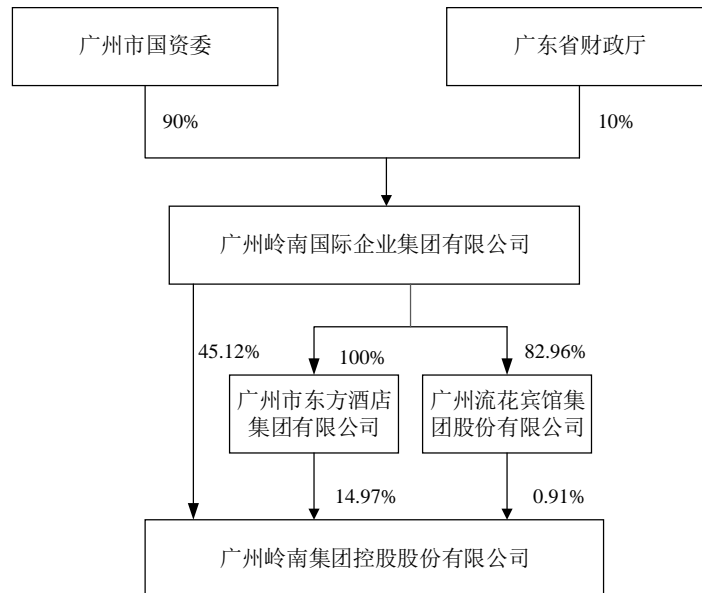 广州市国资委
广东省财政厅
90%
10%
广州岭南国际企业集团有限公司
45.12%
100%
82.96%
广州市东方酒店
集团有限公司
广州流花宾馆集
团股份有限公司
14.97%
0.91%
广州岭南集团控股股份有限公司